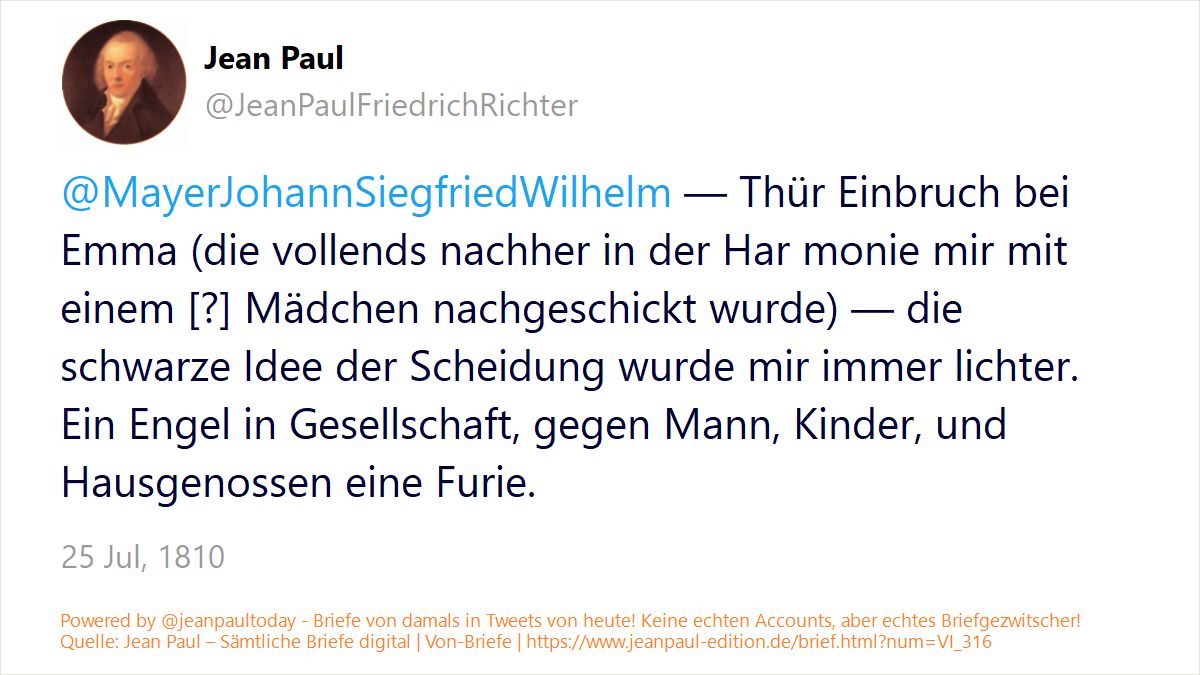 Jean Paul
@JeanPaulFriedrichRichter
@MayerJohannSiegfriedWilhelm — Thür Einbruch bei
Emma (die vollends nachher in der Har monie mir mit
einem [?] Mädchen nachgeschickt wurde) — die
schwarze Idee der Scheidung wurde mir immer lichter.
Ein Engel in Gesellschaft, gegen Mann, Kinder, und
Hausgenossen eine Furie.
25 Jul, 1810
Powered by @jeanpaultoday - Briefe von damals in Tweets von heute! Keine echten Accounts, aber echtes Briefgezwitscher!
Quelle: Jean Paul – Sämtliche Briefe digital | Von-Briefe | https://www.jeanpaul-edition.de/brief.html?num=VI_316